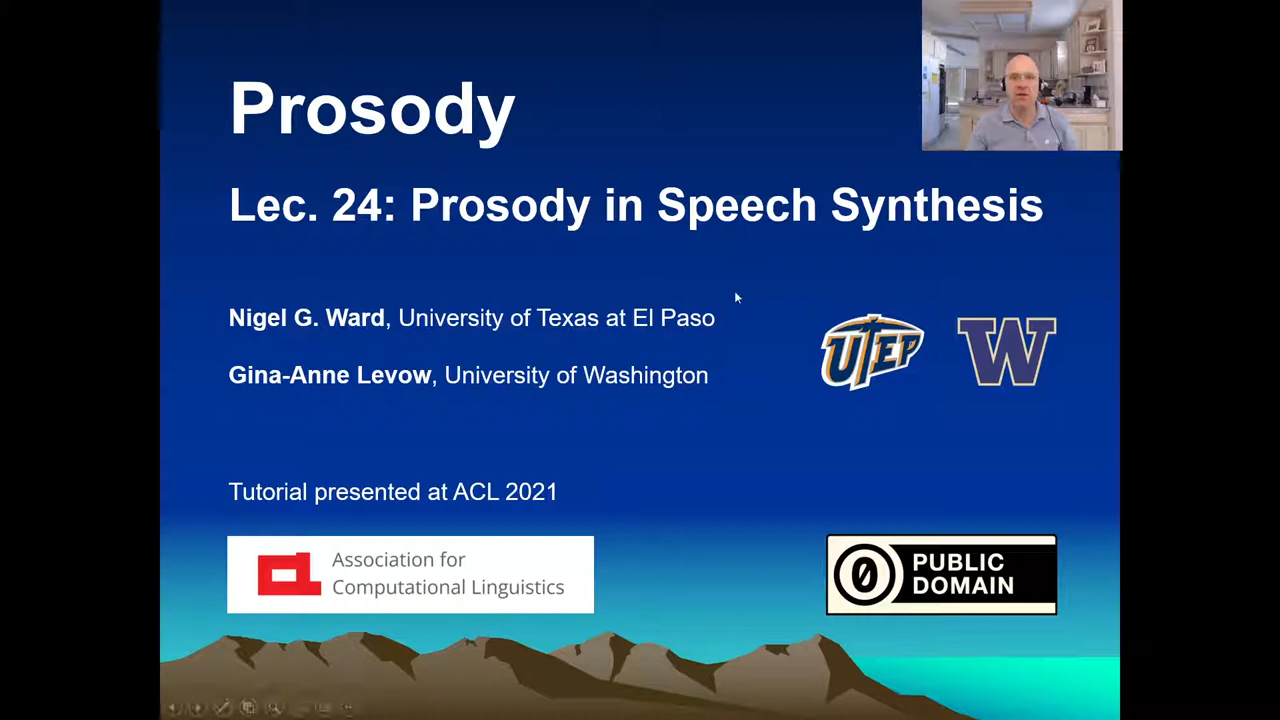 Prosody
Lec. 24: Prosody in Speech Synthesis
Nigel G. Ward, University of Texas at El Paso
Gina-Anne Levow, University of Washington
UTEP
W
Tutorial presented at ACL 2021
Association for
Computational Linguistics
0 PUBLIC
DOMAIN